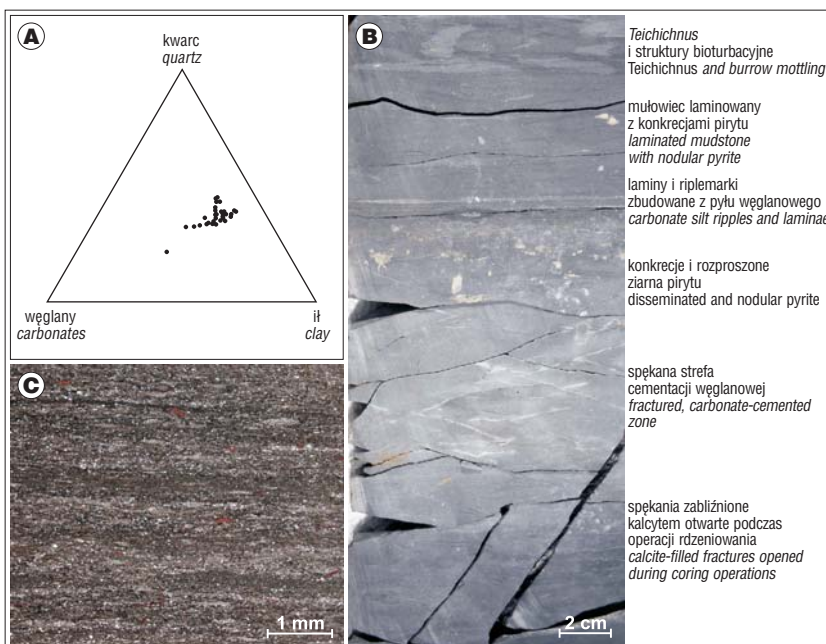 A
kwarc
quartz
węglany
carbonates
ił
clay
B
Teichichnus
i struktury bioturbacyjne
Teichichnus and burrow mottling
mułowiec laminowany
z konkrecjami pirytu
laminated mudstone
with nodular pyrite
laminy i riplemarki
zbudowane z pyłu węglanowego
carbonate silt ripples and laminae
konkrecje i rozproszone
ziarna pirytu
disseminated and nodular pyrite
spękana strefa
cementacji węglanowej
fractured, carbonate-cemented
zone
spękania zabliźnione
kalcytem otwarte podczas
operacji rdzeniowania
calcite-filled fractures opened
during coring operations
2 cm
C
1 mm